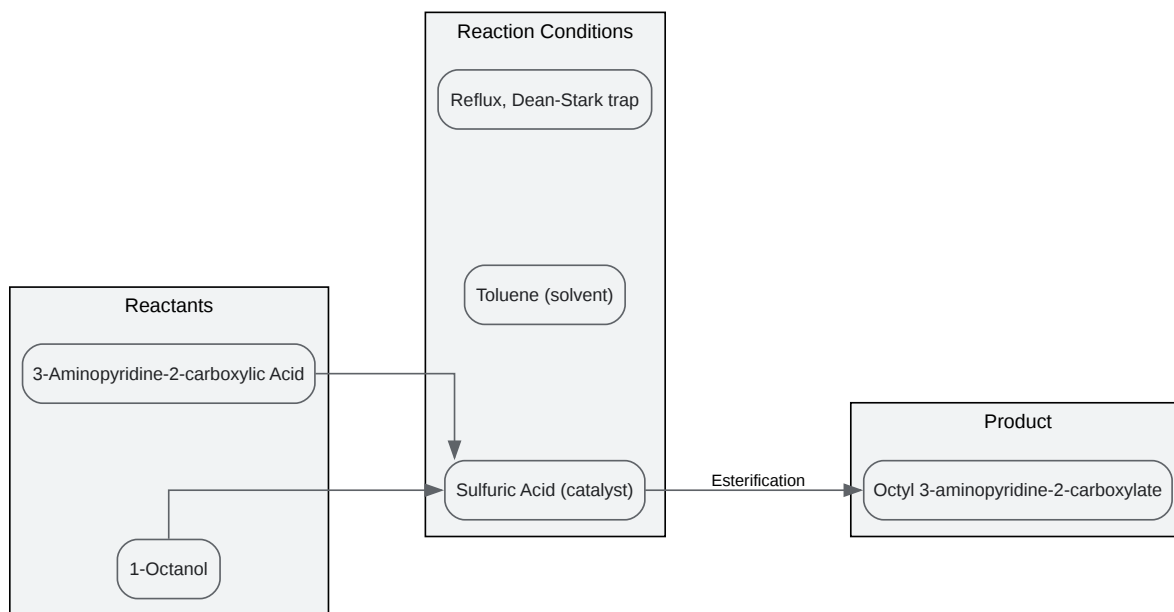 Reaction Conditions
Reflux, Dean-Stark trap
Toluene (solvent)
Reactants
3-Aminopyridine-2-carboxylic Acid
Sulfuric Acid (catalyst)
1-Octanol
Esterification
Product
Octyl 3-aminopyridine-2-carboxylate